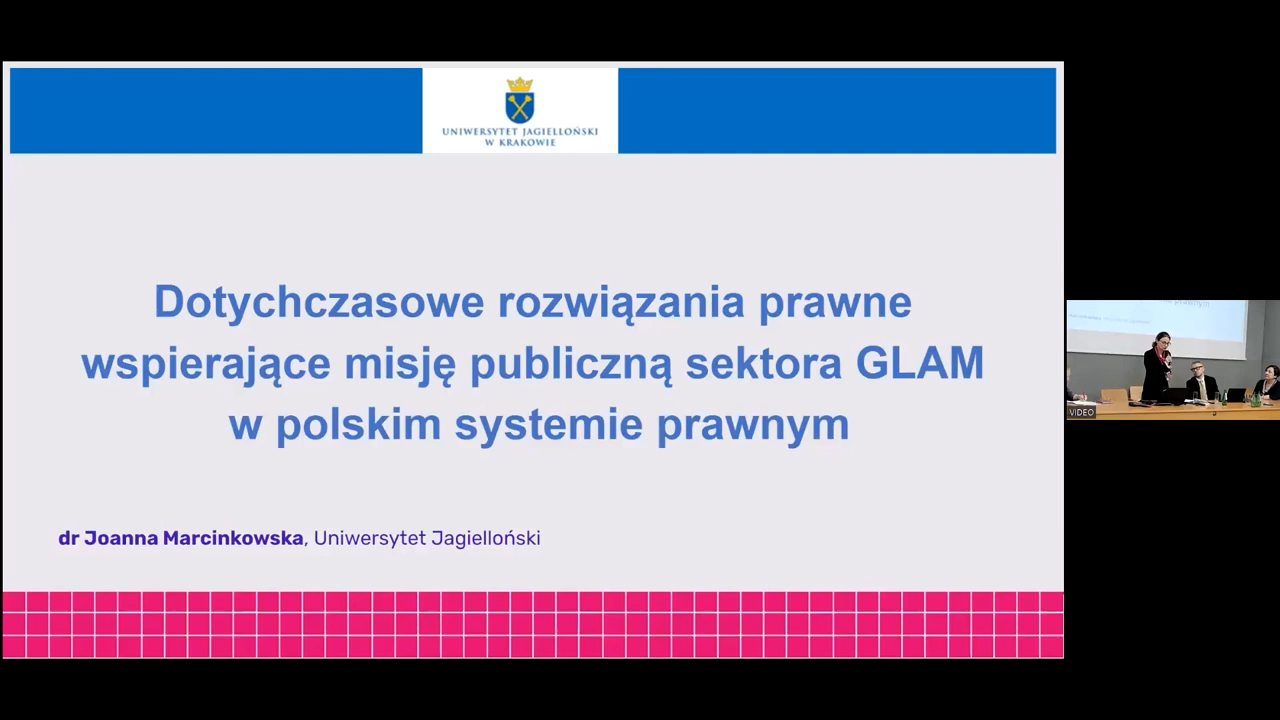 UNIWERSYTET JAGIELLOŃSKI
W KRAKOWIE
Dotychczasowe rozwiązania prawne
wspierające misję publiczną sektora GLAM
w polskim systemie prawnym
dr Joanna Marcinkowska, Uniwersytet Jagielloński
VIDEO